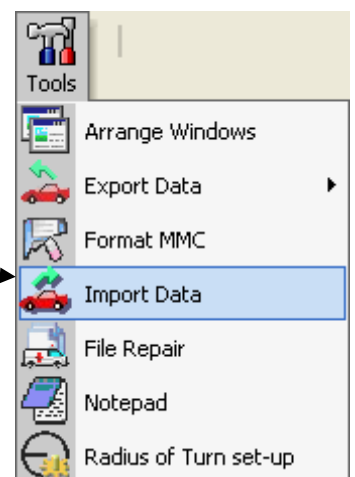 Tools
Arrange Windows
Export Data
Format MMC
Import Data
File Repair
Notepad
Radius of Turn set-up